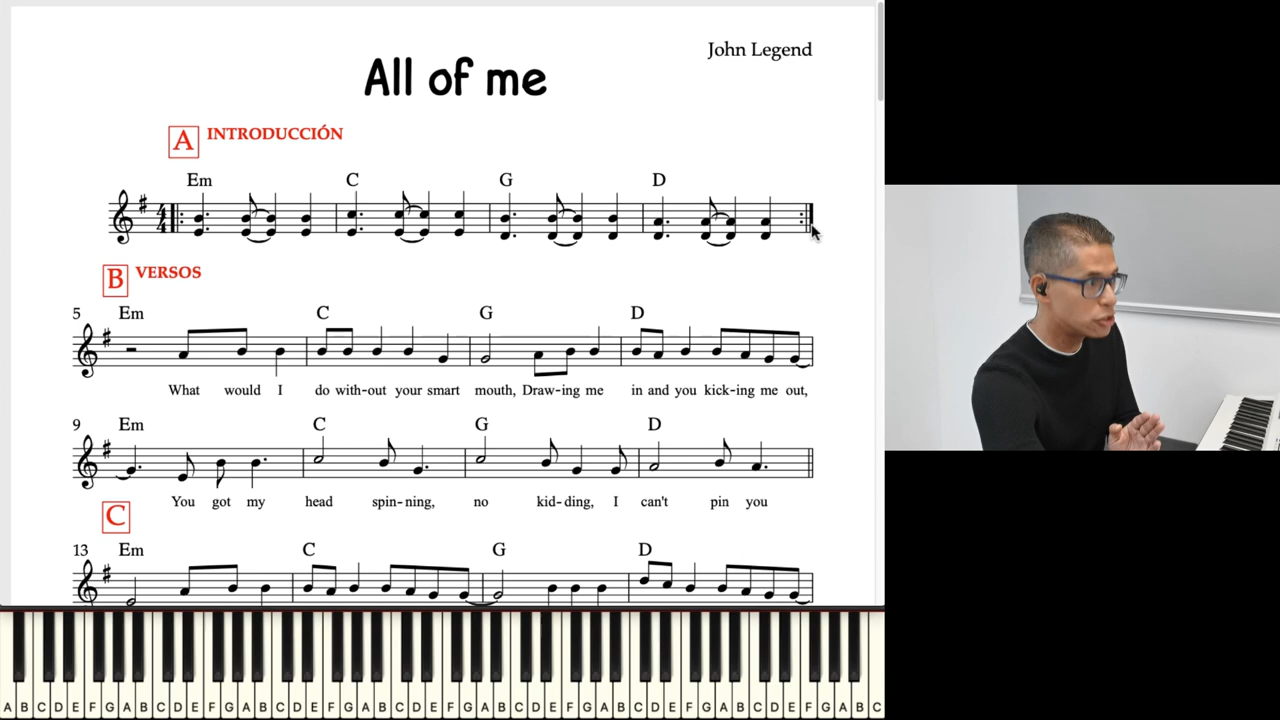 John Legend
All of me
A INTRODUCCIÓN
Em C G D
4/4
B VERSOS
5 Em C G D
What would I do with-out your smart mouth, Draw-ing me in and you kick-ing me out,
9 Em C G D
You got my head spin-ning, no kid-ding, I can't pin you
C
13 Em C G D
A B C D E F G A B C D E F G A B C D E F G A B C D E F G A B C D E F G A B C D E F G A B C D E F G A B C